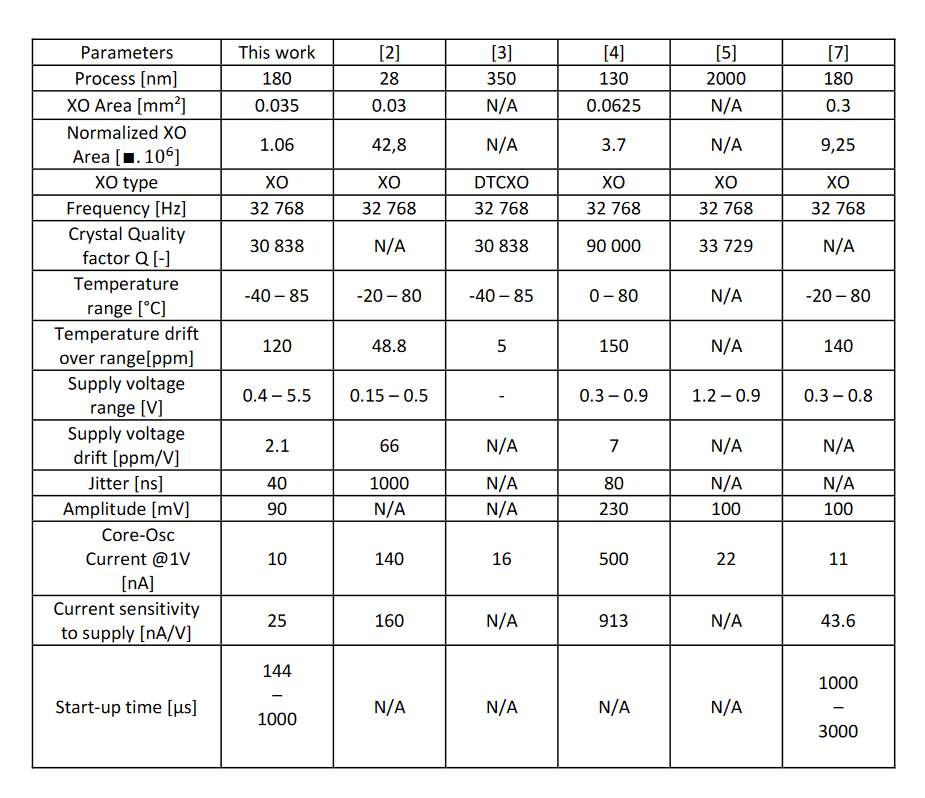 Parameters This work [2] [3] [4] [5] [7]
Process [nm] 180 28 350 130 2000 180
XO Area [mm²] 0.035 0.03 N/A 0.0625 N/A 0.3
Normalized XO
Area [■. 10⁶] 1.06 42,8 N/A 3.7 N/A 9,25
XO type XO XO DTCXO XO XO XO
Frequency [Hz] 32 768 32 768 32 768 32 768 32 768 32 768
Crystal Quality
factor Q [-] 30 838 N/A 30 838 90 000 33 729 N/A
Temperature
range [°C] -40 – 85 -20 – 80 -40 – 85 0 – 80 N/A -20 – 80
Temperature drift
over range[ppm] 120 48.8 5 150 N/A 140
Supply voltage
range [V] 0.4 – 5.5 0.15 – 0.5 - 0.3 – 0.9 1.2 – 0.9 0.3 – 0.8
Supply voltage
drift [ppm/V] 2.1 66 N/A 7 N/A N/A
Jitter [ns] 40 1000 N/A 80 N/A N/A
Amplitude [mV] 90 N/A N/A 230 100 100
Core-Osc
Current @1V
[nA] 10 140 16 500 22 11
Current sensitivity
to supply [nA/V] 25 160 N/A 913 N/A 43.6
Start-up time [µs] 144
–
1000 N/A N/A N/A N/A 1000
–
3000